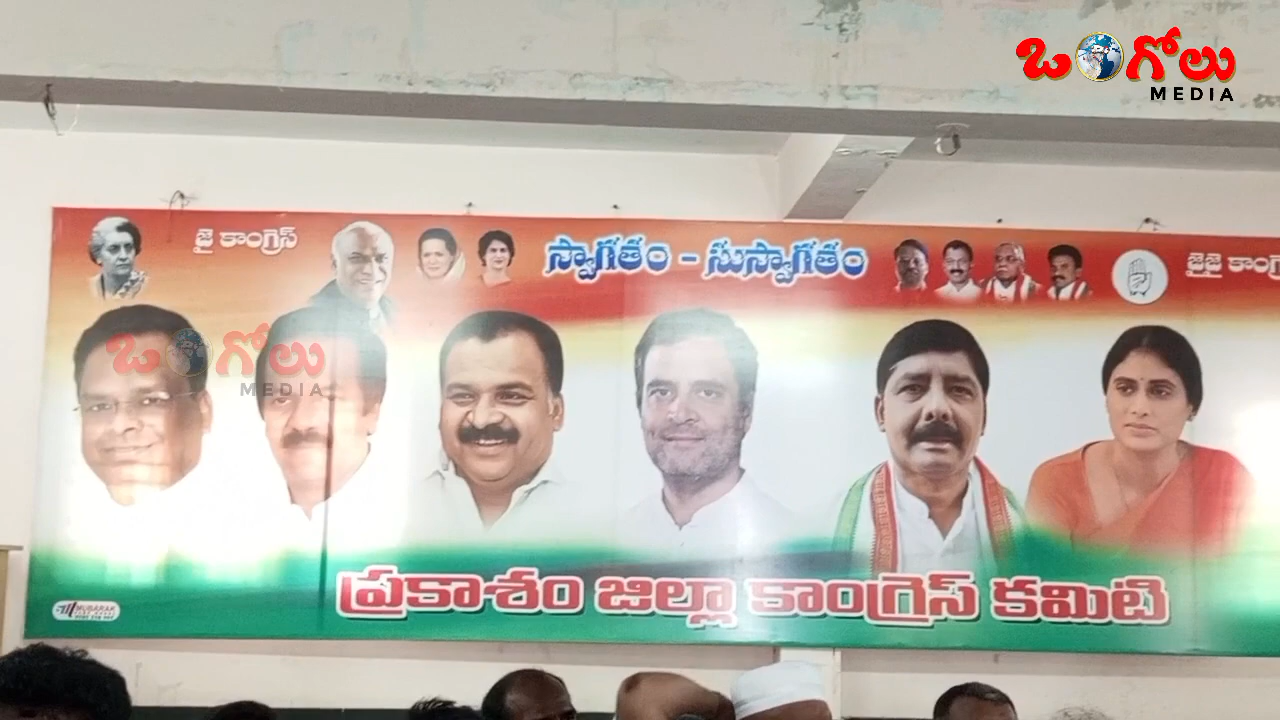 ఒంగోలు
MEDIA
జై కాంగ్రెస్
స్వాగతం - సుస్వాగతం
జైజై కాంగ్రె
ఒంగోలు
MEDIA
ప్రకాశం జిల్లా కాంగ్రెస్ కమిటి
MUBARAK